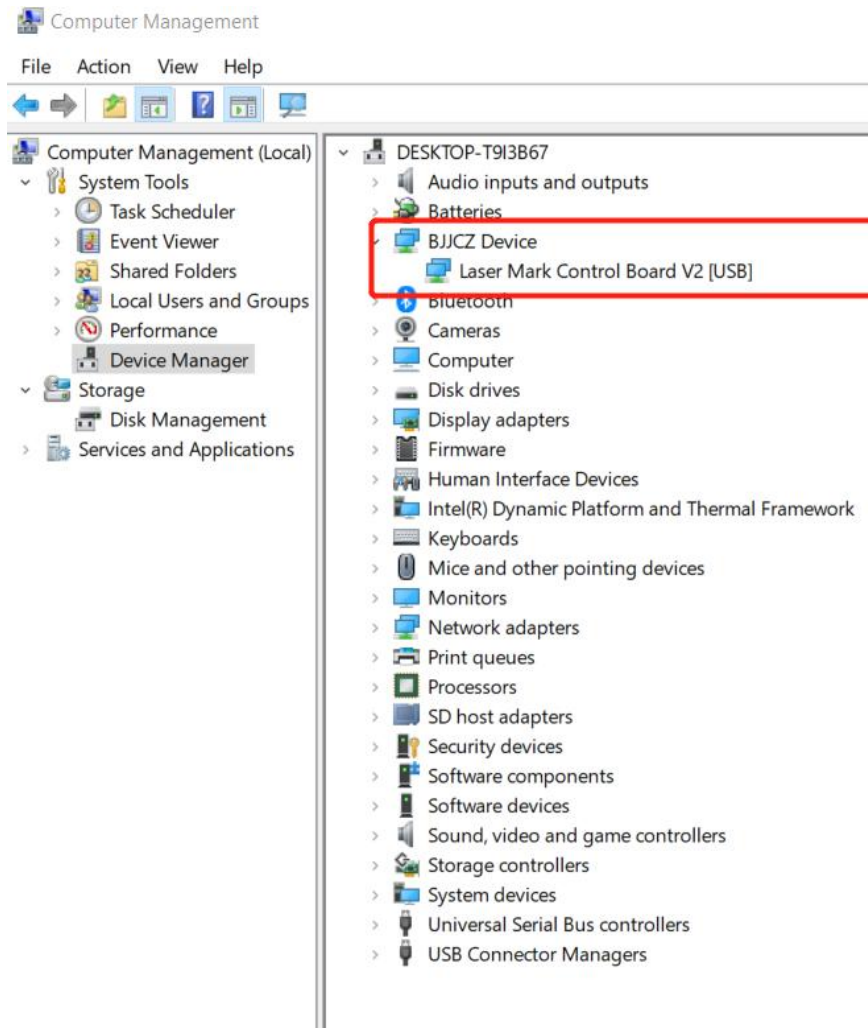 Computer Management
File Action View Help
Computer Management (Local)
System Tools
Task Scheduler
Event Viewer
Shared Folders
Local Users and Groups
Performance
Device Manager
Storage
Disk Management
Services and Applications
DESKTOP-T9I3B67
Audio inputs and outputs
Batteries
BJJCZ Device
Laser Mark Control Board V2 [USB]
Bluetooth
Cameras
Computer
Disk drives
Display adapters
Firmware
Human Interface Devices
Intel(R) Dynamic Platform and Thermal Framework
Keyboards
Mice and other pointing devices
Monitors
Network adapters
Print queues
Processors
SD host adapters
Security devices
Software components
Software devices
Sound, video and game controllers
Storage controllers
System devices
Universal Serial Bus controllers
USB Connector Managers